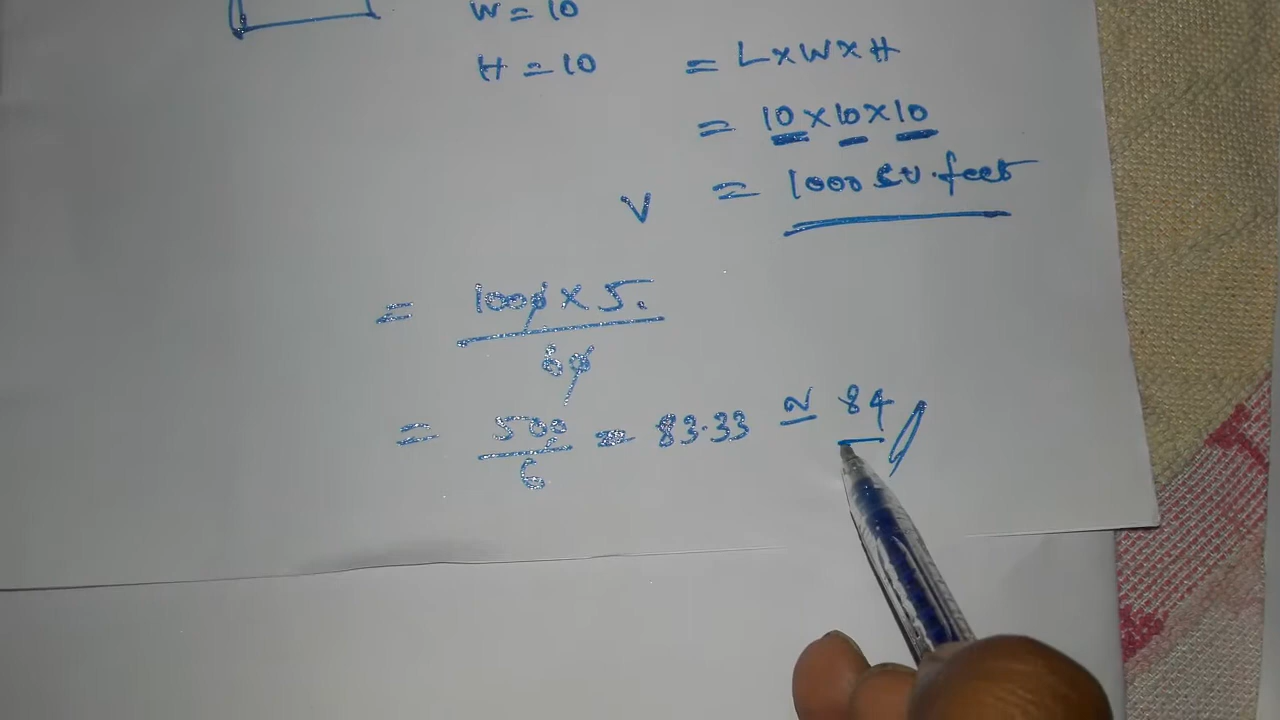 W = 10
H = 10 = L x W x H
= 10 x 10 x 10
V = 1000 cu.feet
= 1000 x 5.
60
= 500 = 83.33 ≃ 84
6